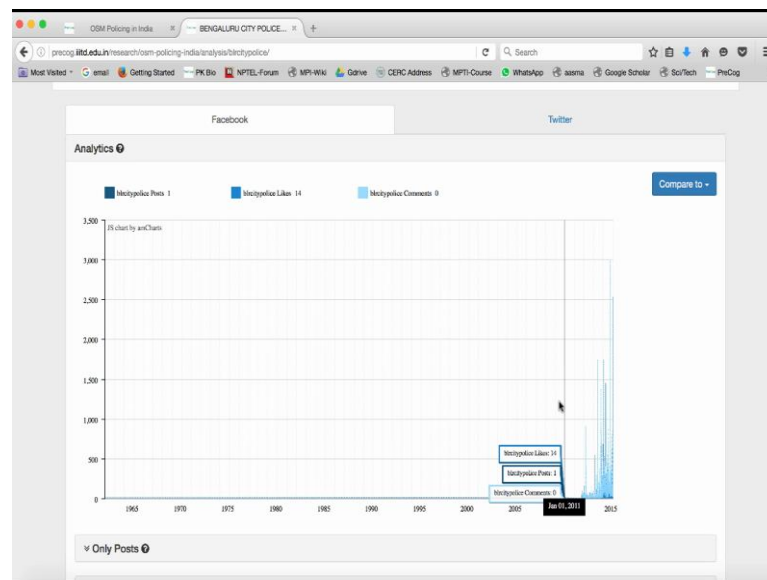 OSM Policing in India
BENGALURU CITY POLICE...
precog.iiitd.edu.in/research/osm-policing-india/analysis/blrcitypolice/
Search
Most Visited
email
Getting Started
PK Bio
NPTEL-Forum
MPI-Wiki
Gdrive
CERC Address
MPTI-Course
WhatsApp
aasma
Google Scholar
Sci/Tech
PreCog
Facebook
Twitter
Analytics
Compare to
blrcitypolice Posts 1
blrcitypolice Likes 14
blrcitypolice Comments 0
JS chart by amCharts
3,500
3,000
2,500
2,000
1,500
1,000
500
0
blrcitypolice Likes: 14
blrcitypolice Posts: 1
blrcitypolice Comments: 0
Jan 01, 2011
1965 1970 1975 1980 1985 1990 1995 2000 2005 2015
Only Posts